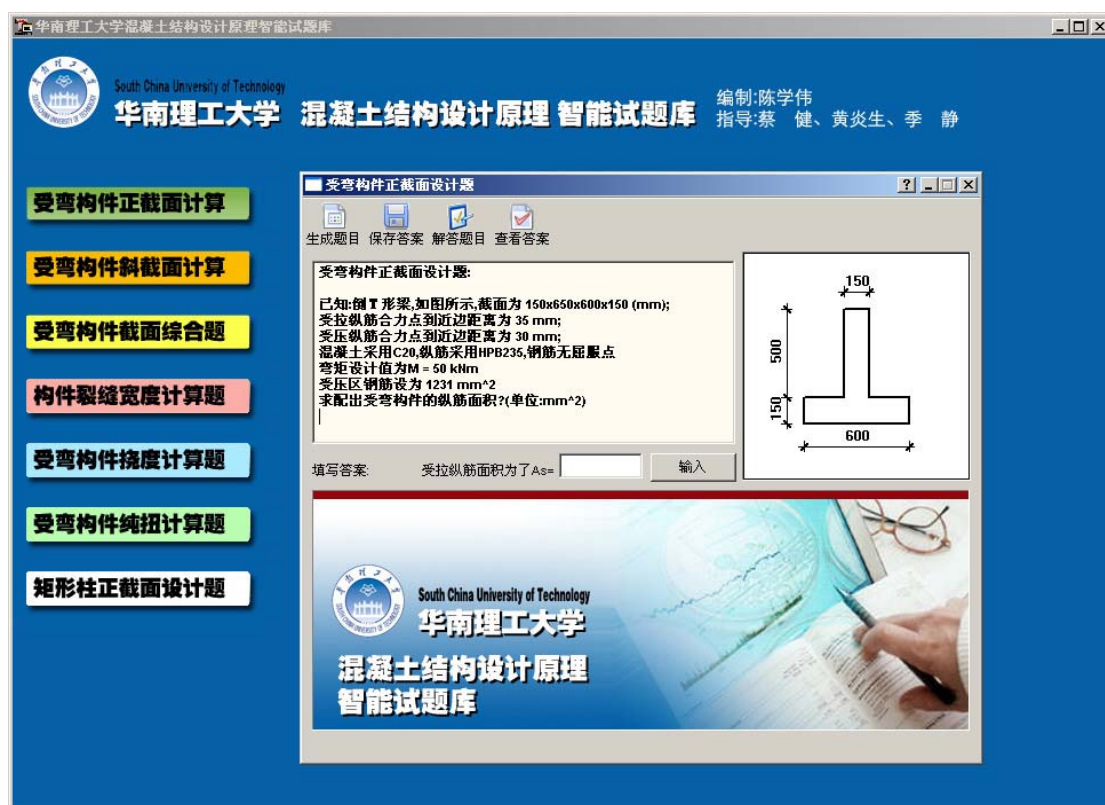 华南理工大学混凝土结构设计原理智能试题库
South China University of Technology
华南理工大学 混凝土结构设计原理 智能试题库
编制:陈学伟
指导:蔡 健、黄炎生、季 静
受弯构件正截面计算
受弯构件斜截面计算
受弯构件截面综合题
构件裂缝宽度计算题
受弯构件挠度计算题
受弯构件纯扭计算题
矩形柱正截面设计题
受弯构件正截面设计题
生成题目 保存答案 解答题目 查看答案
受弯构件正截面设计题:
已知:倒T形梁,如图所示,截面为150x650x600x150 (mm);
受拉纵筋合力点到近边距离为 35 mm;
受压纵筋合力点到近边距离为 30 mm;
混凝土采用C20,纵筋采用HPB235,钢筋无屈服点
弯矩设计值为M = 50 kNm
受压区钢筋设为 1231 mm^2
求配出受弯构件的纵筋面积?(单位:mm^2)
150
500
150
600
填写答案: 受拉纵筋面积为了As= 输入
South China University of Technology
华南理工大学
混凝土结构设计原理
智能试题库